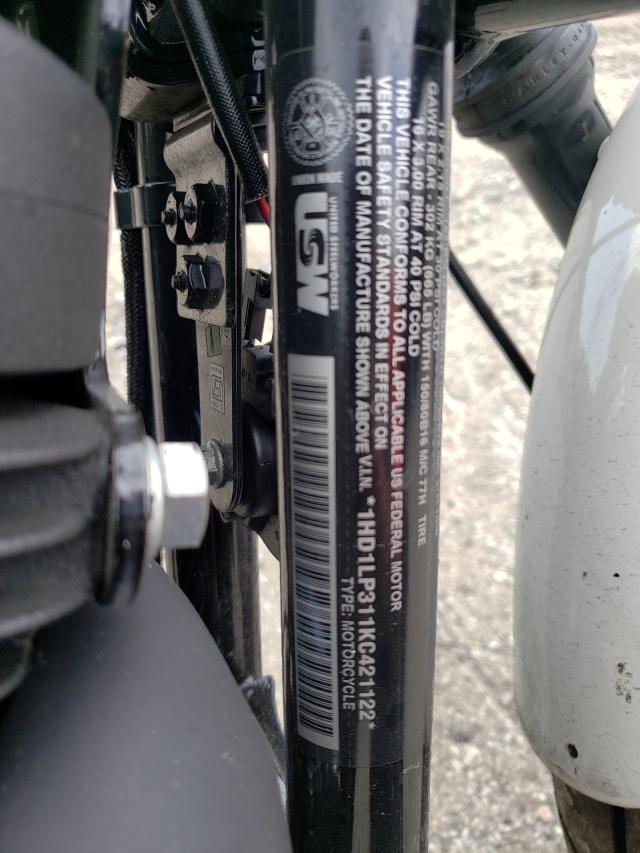 GAWR REAR - 302 KG (665 LB) WITH 150/80B16 M/C 77H TIRE
16 X 3.00 RIM AT 40 PSI COLD
THIS VEHICLE CONFORMS TO ALL APPLICABLE US FEDERAL MOTOR
VEHICLE SAFETY STANDARDS IN EFFECT ON
THE DATE OF MANUFACTURE SHOWN ABOVE V.I.N. *1HD1LP311KC421122*
TYPE: MOTORCYCLE
UNION MADE
UNITED STEELWORKERS
USW